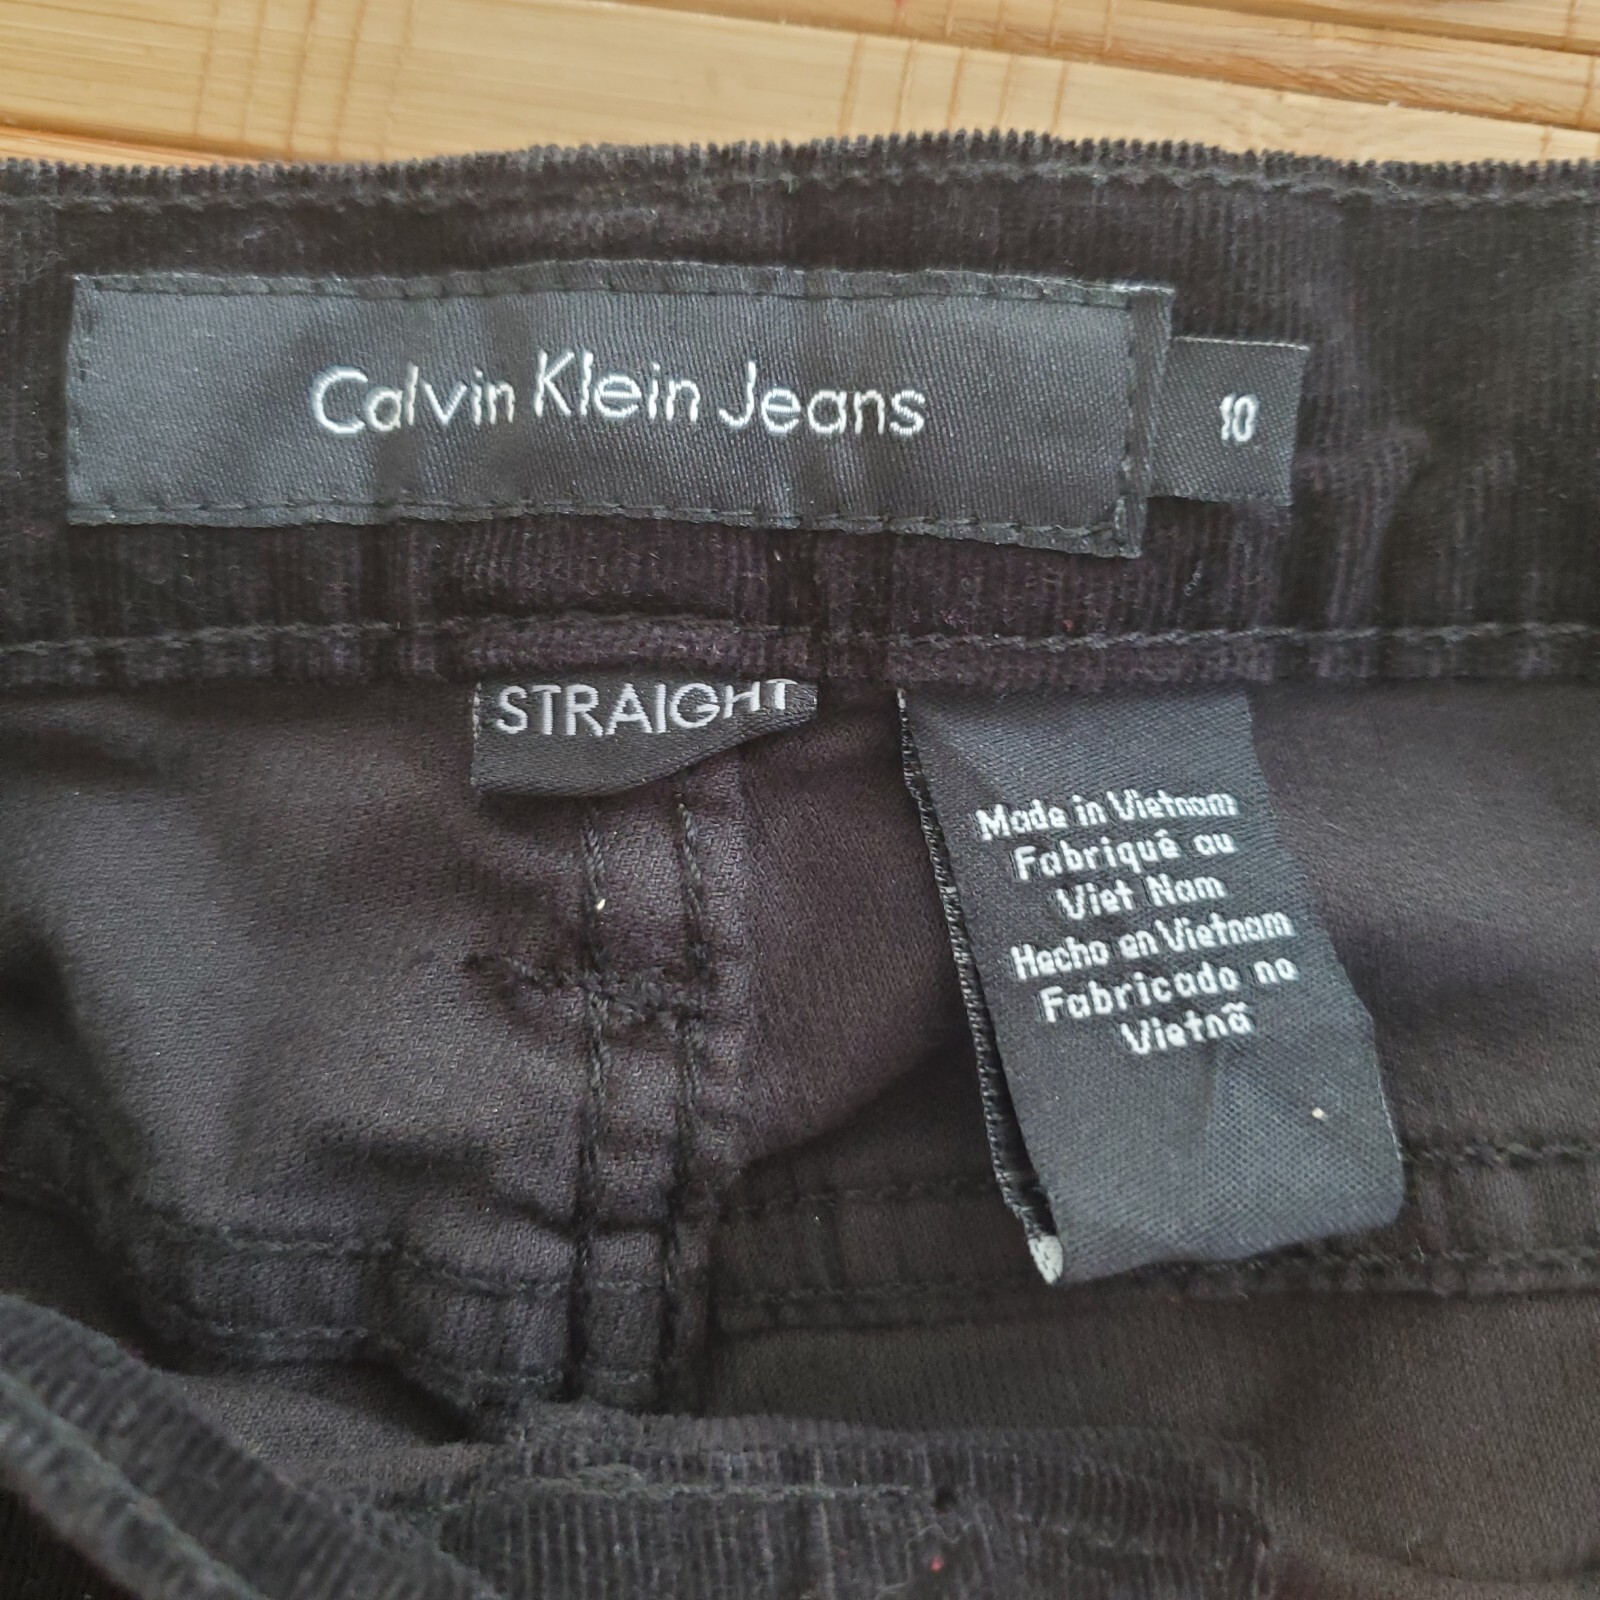 Calvin Klein Jeans
10
STRAIGHT
Made in Vietnam
Fabriqué au
Viet Nam
Hecho en Vietnam
Fabricado no
Vietnã